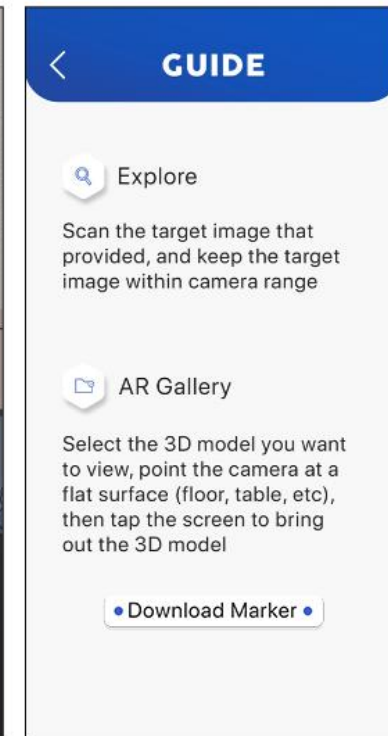 GUIDE
Explore
Scan the target image that
provided, and keep the target
image within camera range
AR Gallery
Select the 3D model you want
to view, point the camera at a
flat surface (floor, table, etc),
then tap the screen to bring
out the 3D model
Download Marker